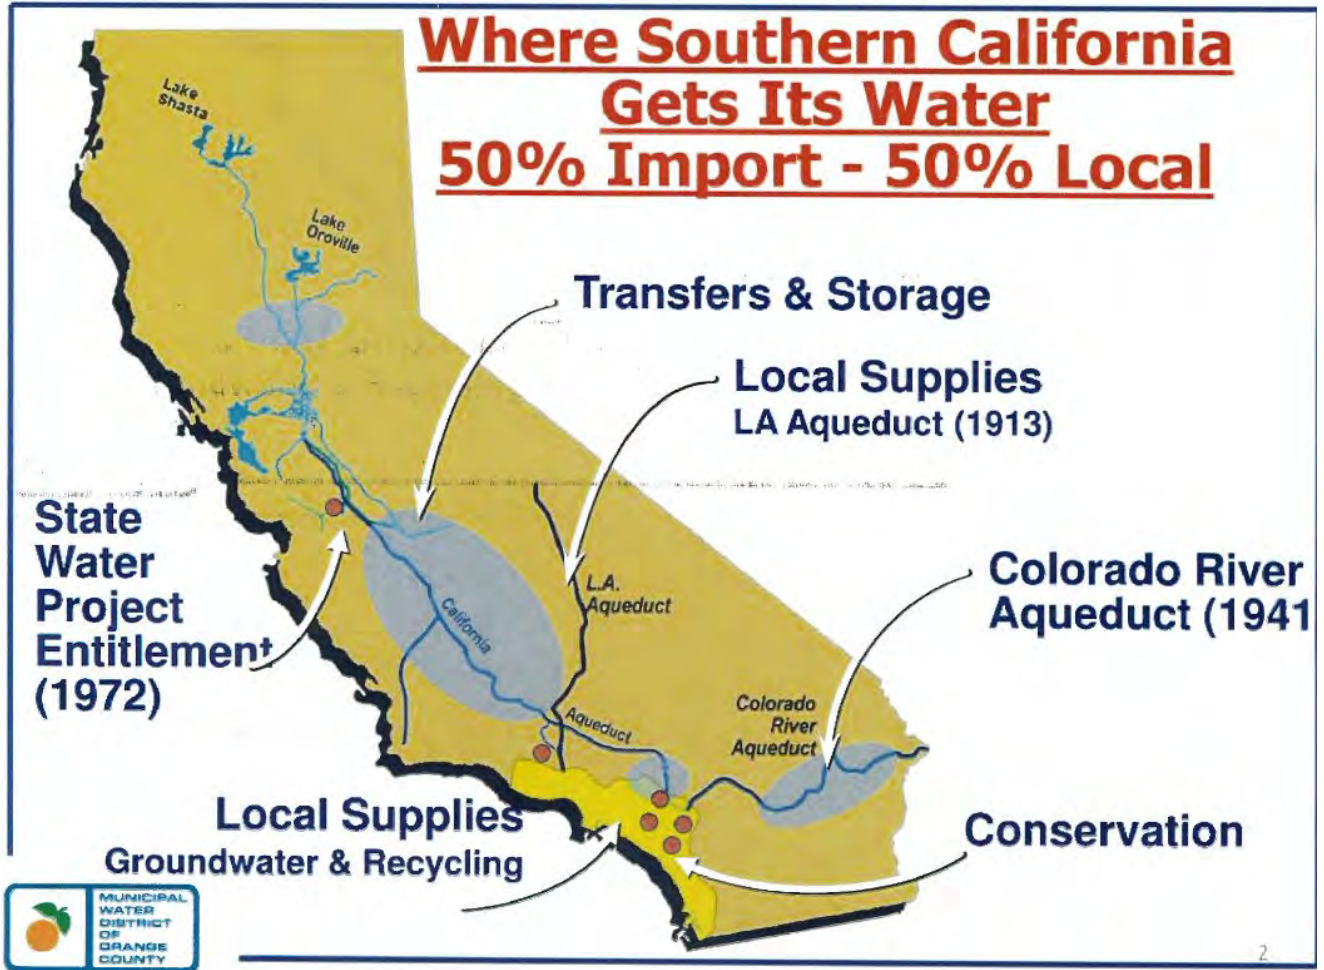 Where Southern California
Gets Its Water
50% Import - 50% Local
Lake
Shasta
Lake
Oroville
Transfers & Storage
Local Supplies
LA Aqueduct (1913)
State
Water
Project
Entitlement
(1972)
L.A.
Aqueduct
California
Aqueduct
Colorado River
Aqueduct (1941
Colorado
River
Aqueduct
Local Supplies
Groundwater & Recycling
Conservation
MUNICIPAL
WATER
DISTRICT
OF
ORANGE
COUNTY
2